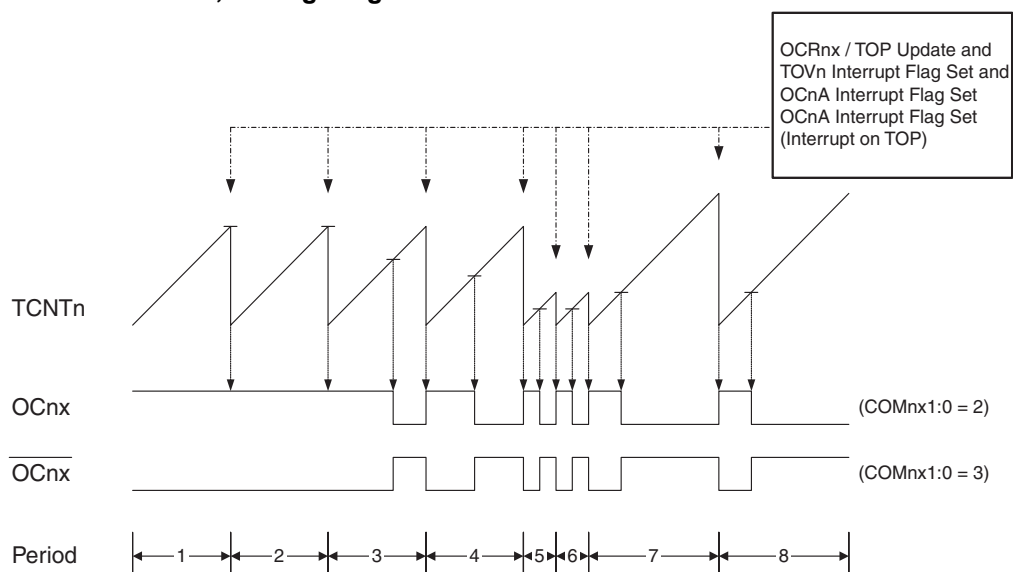 OCRnx / TOP Update and
TOVn Interrupt Flag Set and
OCnA Interrupt Flag Set
OCnA Interrupt Flag Set
(Interrupt on TOP)
TCNTn
OCnx
(COMnx1:0 = 2)
OCnx
(COMnx1:0 = 3)
Period
1 2 3 4 5 6 7 8